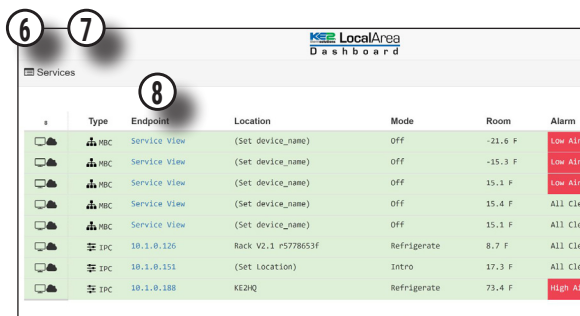 6 7
KE2 LocalArea
Dashboard
Services
8
Type Endpoint Location Mode Room Alarm
MBC Service View (Set device_name) Off -21.6 F Low Air
MBC Service View (Set device_name) Off -15.3 F Low Air
MBC Service View (Set device_name) Off 15.1 F Low Air
MBC Service View (Set device_name) Off 15.4 F All Cle
MBC Service View (Set device_name) Off 15.1 F All Cle
IPC 10.1.0.126 Rack V2.1 r5778653f Refrigerate 8.7 F All Cle
IPC 10.1.0.151 (Set Location) Intro 17.3 F All Cle
IPC 10.1.0.188 KE2HQ Refrigerate 73.4 F High Ai